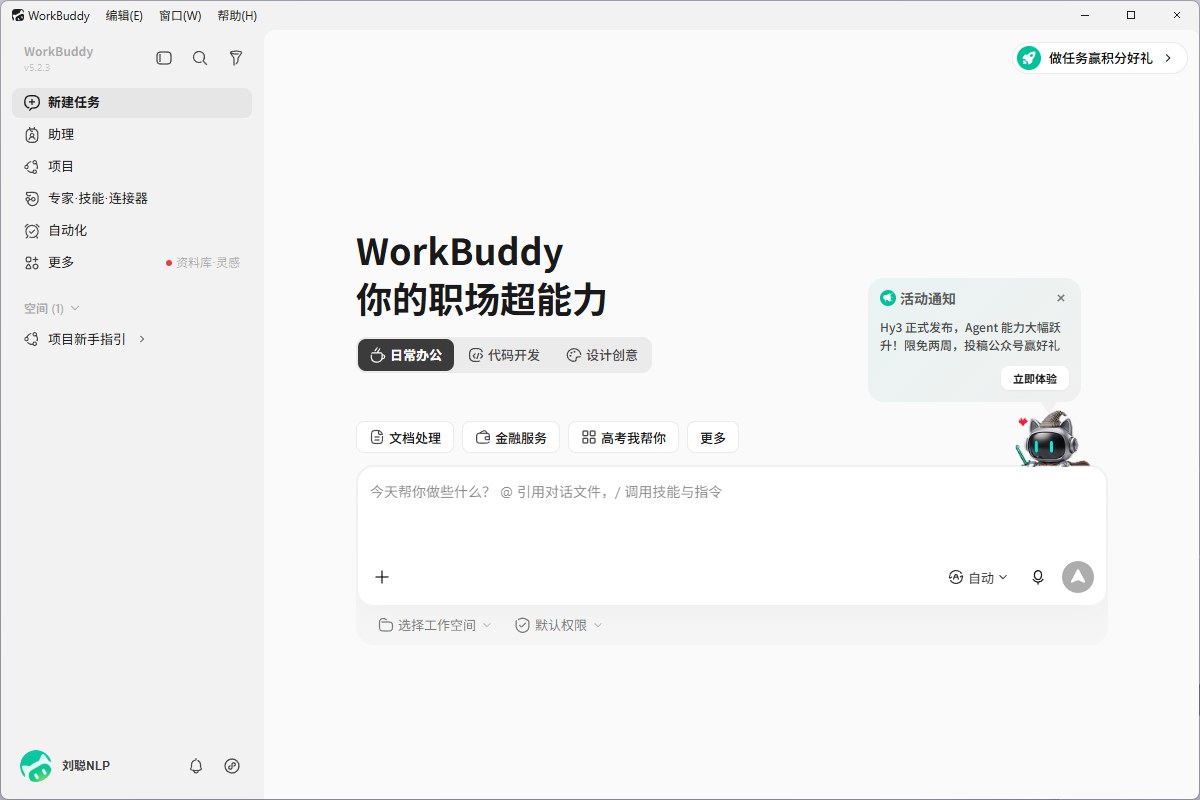 WorkBuddy 编辑(E) 窗口(W) 帮助(H)
WorkBuddy
v5.2.3
做任务赢积分好礼
新建任务
助理
项目
专家·技能·连接器
自动化
更多 资料库·灵感
空间 (1)
项目新手指引
WorkBuddy
你的职场超能力
日常办公 代码开发 设计创意
活动通知
Hy3 正式发布，Agent 能力大幅跃
升！限免两周，投稿公众号赢好礼
立即体验
文档处理 金融服务 高考我帮你 更多
今天帮你做些什么？ @ 引用对话文件，/ 调用技能与指令
自动
选择工作空间 默认权限
刘聪NLP